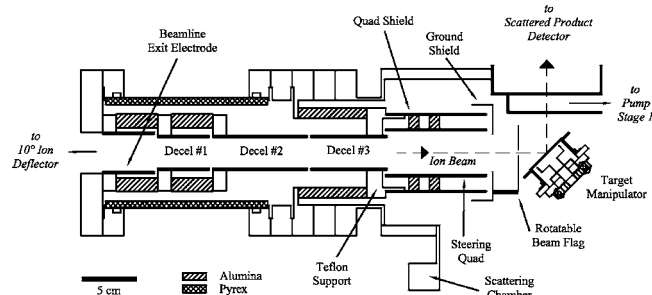 to
Scattered Product
Detector
Beamline
Exit Electrode
Quad Shield
Ground
Shield
to
Pump
Stage 1
to
10° Ion
Deflector
Decel #1
Decel #2
Decel #3
Ion Beam
Target
Manipulator
Rotatable
Beam Flag
Steering
Quad
Teflon
Support
Scattering
Chamber
5 cm
Alumina
Pyrex